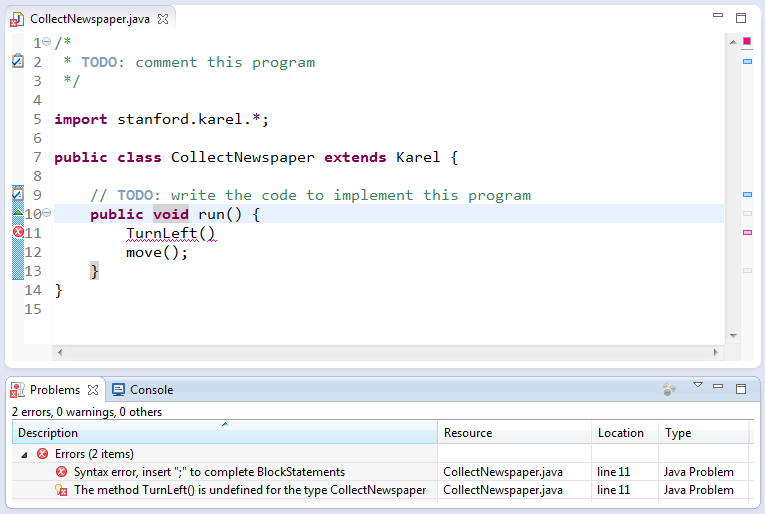 CollectNewspaper.java
1 /*
2  * TODO: comment this program
3  */
4
5 import stanford.karel.*;
6
7 public class CollectNewspaper extends Karel {
8
9     // TODO: write the code to implement this program
10     public void run() {
11         TurnLeft()
12         move();
13     }
14 }
15
Problems Console
2 errors, 0 warnings, 0 others
Description Resource Location Type
Errors (2 items)
Syntax error, insert ";" to complete BlockStatements CollectNewspaper.java line 11 Java Problem
The method TurnLeft() is undefined for the type CollectNewspaper CollectNewspaper.java line 11 Java Problem